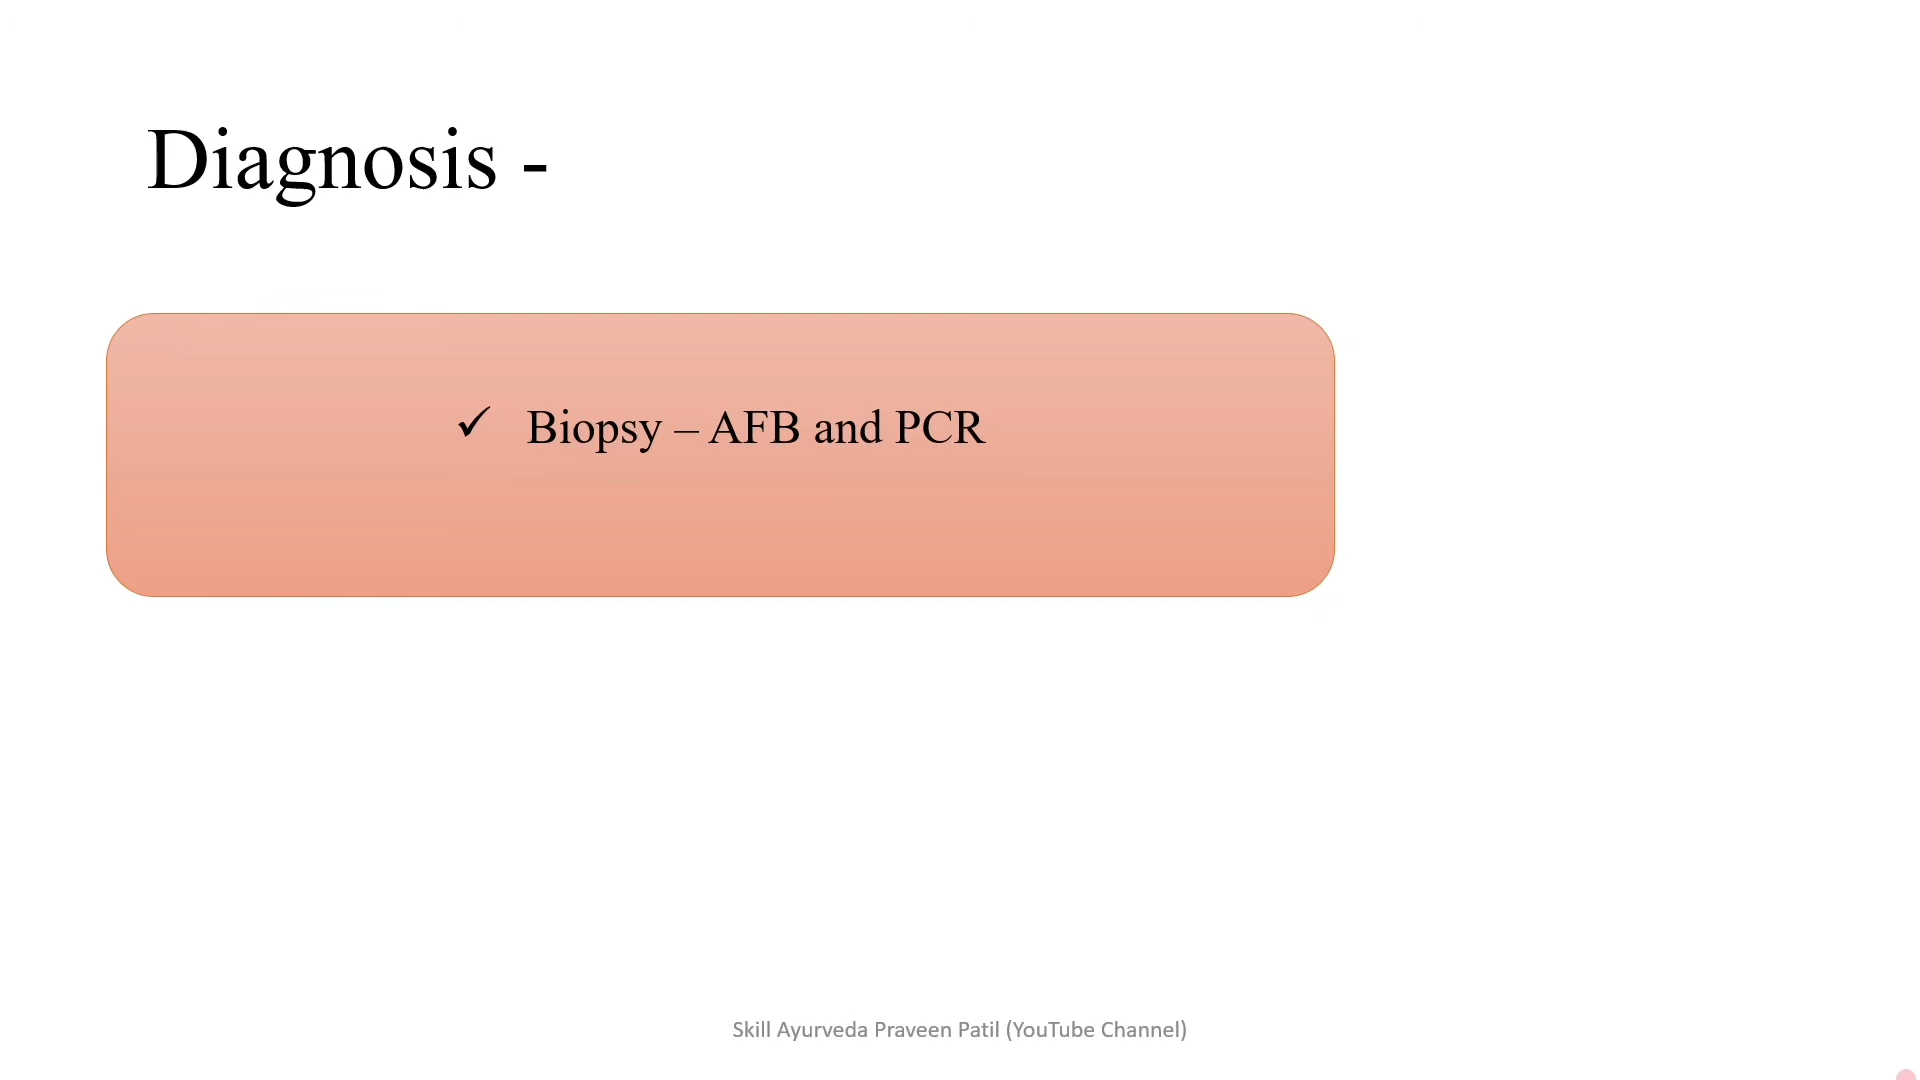 Diagnosis -
✓ Biopsy – AFB and PCR
Skill Ayurveda Praveen Patil (YouTube Channel)